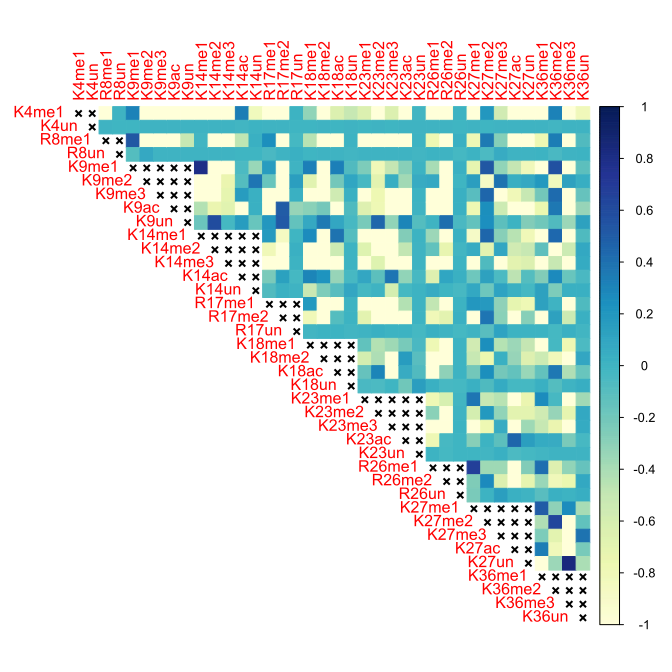 K4me1
K4un
R8me1
R8un
K9me1
K9me2
K9me3
K9ac
K9un
K14me1
K14me2
K14me3
K14ac
K14un
R17me1
R17me2
R17un
K18me1
K18me2
K18ac
K18un
K23me1
K23me2
K23me3
K23ac
K23un
R26me1
R26me2
R26un
K27me1
K27me2
K27me3
K27ac
K27un
K36me1
K36me2
K36me3
K36un
K4me1
K4un
R8me1
R8un
K9me1
K9me2
K9me3
K9ac
K9un
K14me1
K14me2
K14me3
K14ac
K14un
R17me1
R17me2
R17un
K18me1
K18me2
K18ac
K18un
K23me1
K23me2
K23me3
K23ac
K23un
R26me1
R26me2
R26un
K27me1
K27me2
K27me3
K27ac
K27un
K36me1
K36me2
K36me3
K36un
1
0.8
0.6
0.4
0.2
0
-0.2
-0.4
-0.6
-0.8
-1